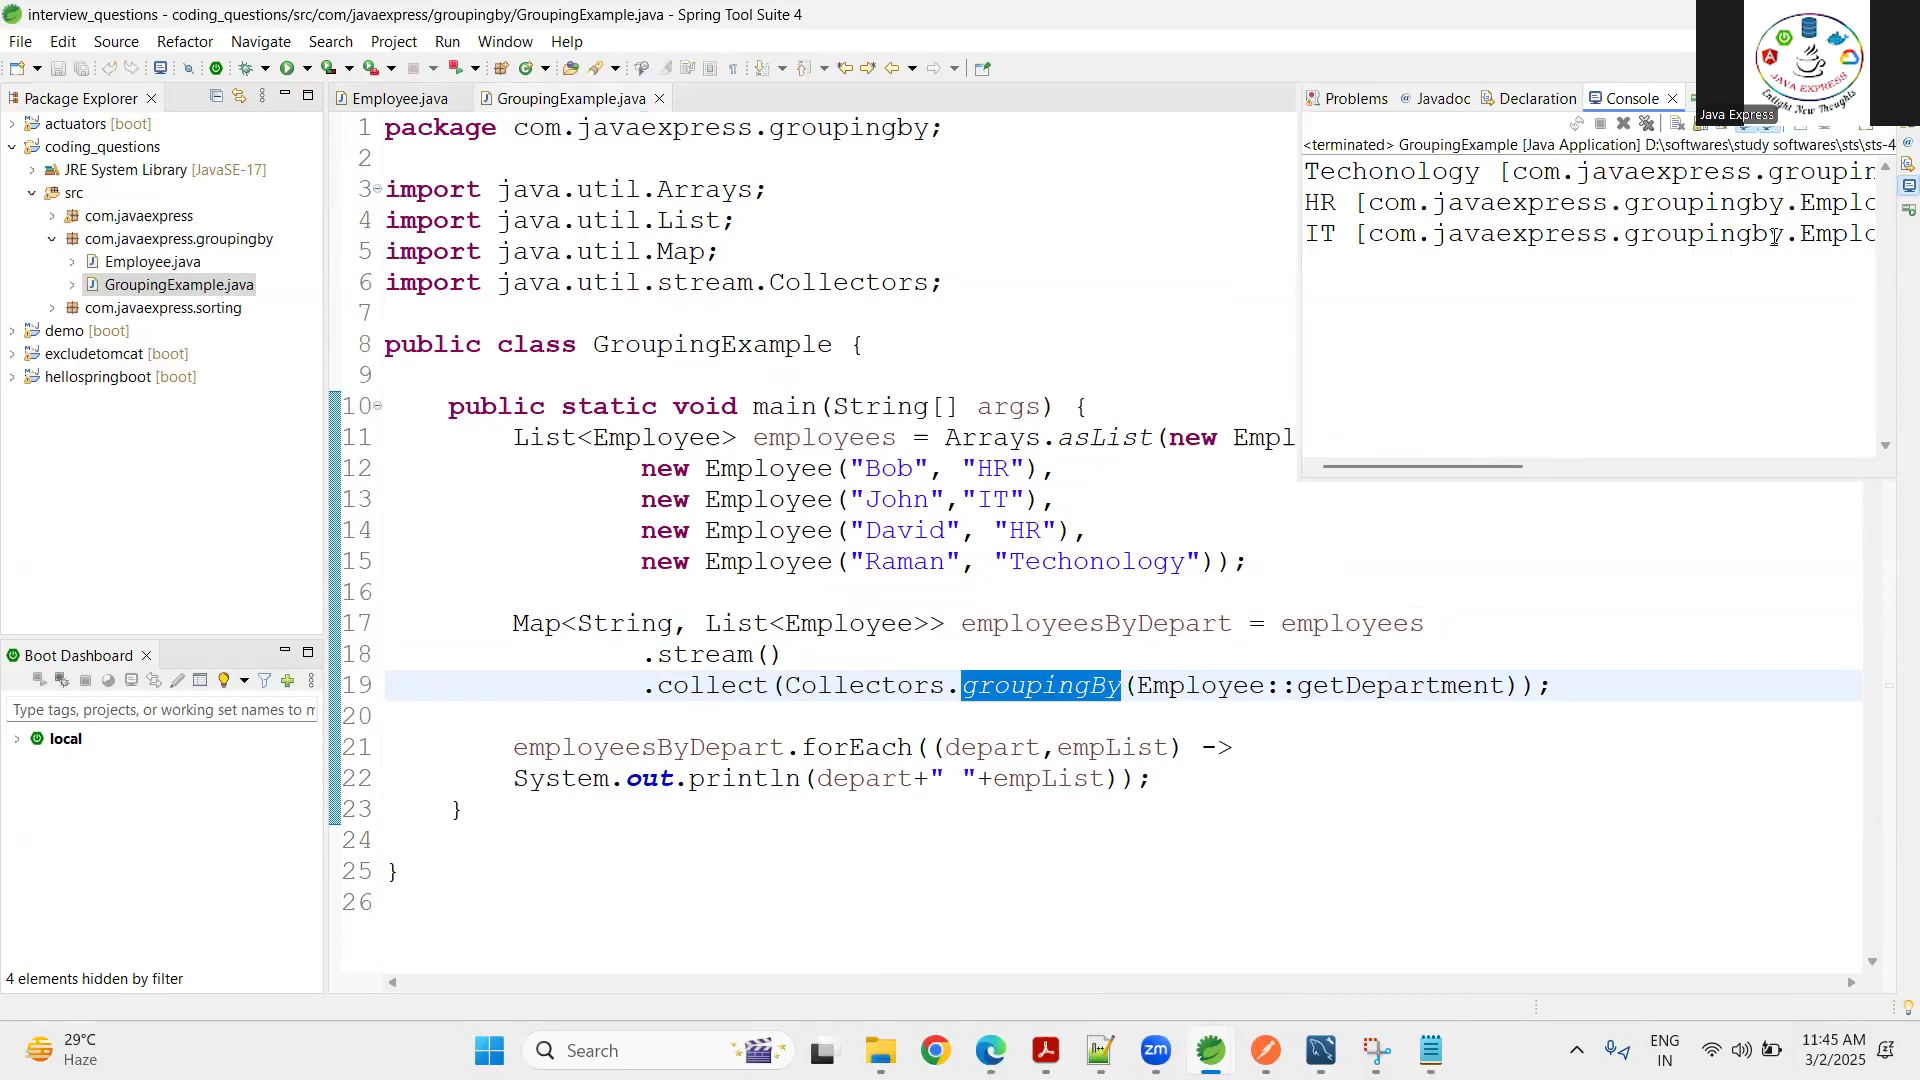 interview_questions - coding_questions/src/com/javaexpress/groupingby/GroupingExample.java - Spring Tool Suite 4
File Edit Source Refactor Navigate Search Project Run Window Help
JAVA EXPRESS
Enlight New Thoughts
Java Express
Package Explorer
actuators [boot]
coding_questions
JRE System Library [JavaSE-17]
src
com.javaexpress
com.javaexpress.groupingby
Employee.java
GroupingExample.java
com.javaexpress.sorting
demo [boot]
excludetomcat [boot]
hellospringboot [boot]
Boot Dashboard
Type tags, projects, or working set names to m
local
4 elements hidden by filter
Employee.java GroupingExample.java
1 package com.javaexpress.groupingby;
2
3 import java.util.Arrays;
4 import java.util.List;
5 import java.util.Map;
6 import java.util.stream.Collectors;
7
8 public class GroupingExample {
9
10 public static void main(String[] args) {
11 List<Employee> employees = Arrays.asList(new Empl
12 new Employee("Bob", "HR"),
13 new Employee("John","IT"),
14 new Employee("David", "HR"),
15 new Employee("Raman", "Techonology"));
16
17 Map<String, List<Employee>> employeesByDepart = employees
18 .stream()
19 .collect(Collectors.groupingBy(Employee::getDepartment));
20
21 employeesByDepart.forEach((depart,empList) ->
22 System.out.println(depart+" "+empList));
23 }
24
25 }
26
Problems Javadoc Declaration Console
<terminated> GroupingExample [Java Application] D:\softwares\study softwares\sts\sts-4
Techonology [com.javaexpress.groupin
HR [com.javaexpress.groupingby.Emplo
IT [com.javaexpress.groupingby.Emplo
29°C
Haze
Search
zm
ENG
IN
11:45 AM
3/2/2025